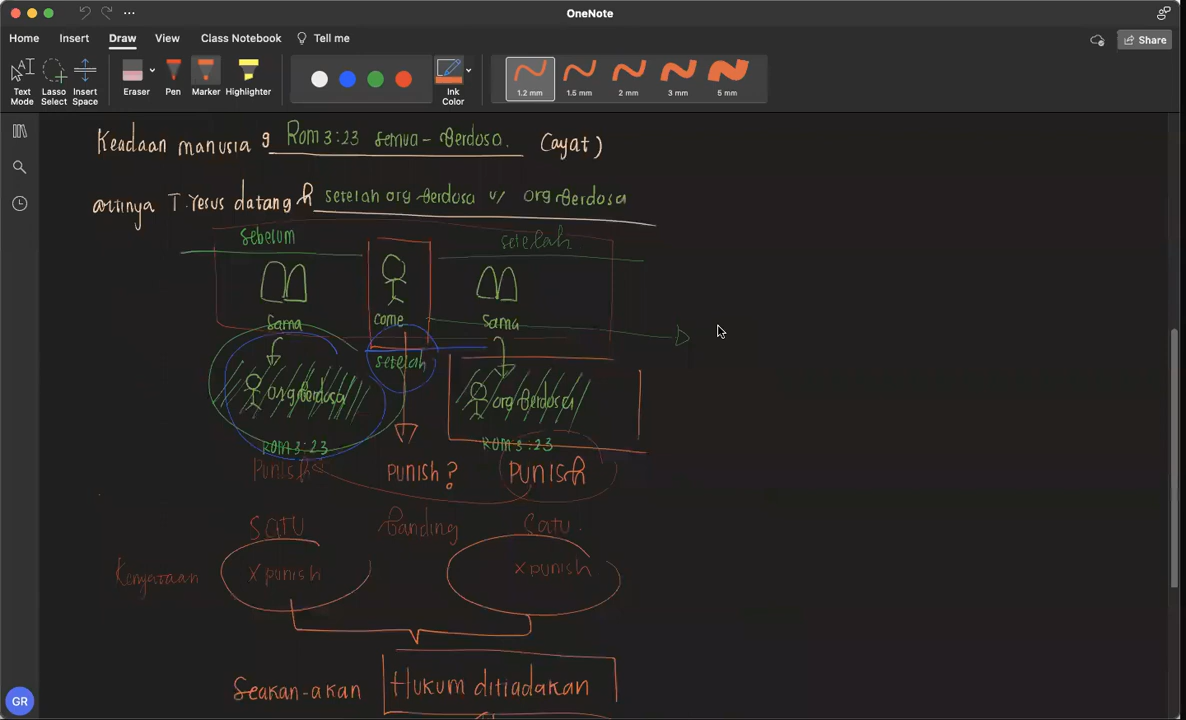 OneNote
Home Insert Draw View Class Notebook Tell me
Share
Text Mode
Lasso Select
Insert Space
Eraser
Pen
Marker
Highlighter
Ink Color
1.2 mm
1.5 mm
2 mm
3 mm
5 mm
Keadaan manusia Rom 3:23 semua - Berdosa. (ayat)
artinya T.Yesus datang setelah org Berdosa u/ org Berdosa
sebelum setelah
sama come sama
setelah
org Berdosa org Berdosa
ROM 3:23 ROM 3:23
Punish PUNISH? PUNISH
SATU Banding Satu.
Kenyataan x punish x punish
Seakan-akan Hukum ditiadakan
GR